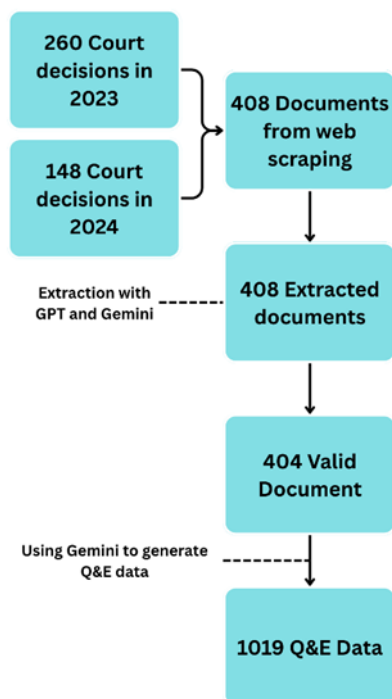 260 Court
decisions in
2023
148 Court
decisions in
2024
408 Documents
from web
scraping
Extraction with
GPT and Gemini
408 Extracted
documents
404 Valid
Document
Using Gemini to generate
Q&E data
1019 Q&E Data